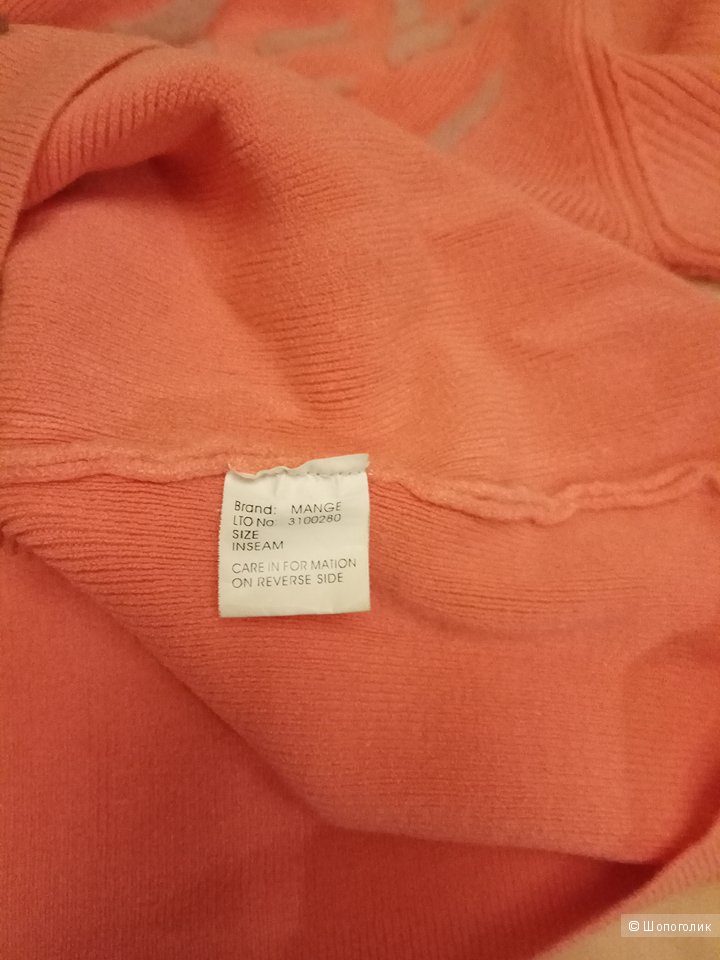 Brand: MANGE
LTO No 3100280
SIZE
INSEAM
CARE IN FOR MATION
ON REVERSE SIDE
© Шопоголик